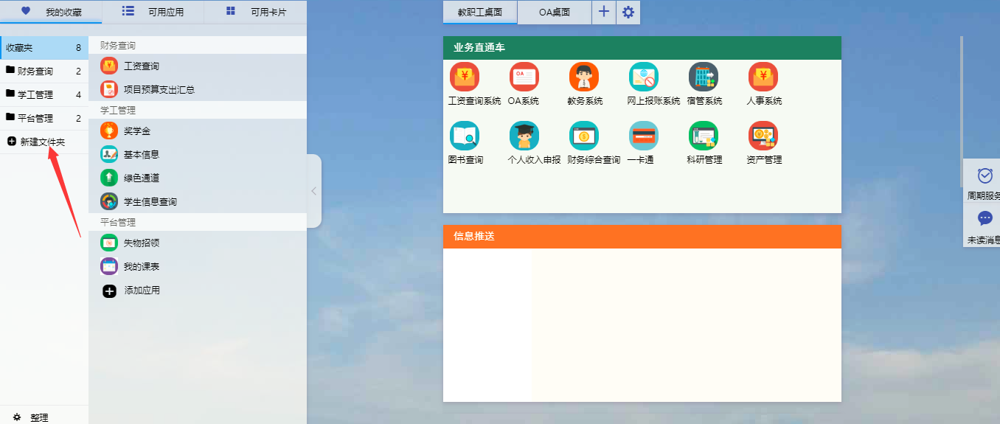 我的收藏
可用应用
可用卡片
收藏夹 8
财务查询 2
学工管理 4
平台管理 2
新建文件夹
整理
财务查询
工资查询
项目预算支出汇总
学工管理
奖学金
基本信息
绿色通道
学生信息查询
平台管理
失物招领
我的课表
添加应用
教职工桌面
OA桌面
业务直通车
OA
工资查询系统
OA系统
教务系统
网上报账系统
宿管系统
人事系统
图书查询
个人收入申报
财务综合查询
一卡通
科研管理
资产管理
信息推送
周期服务
未读消息